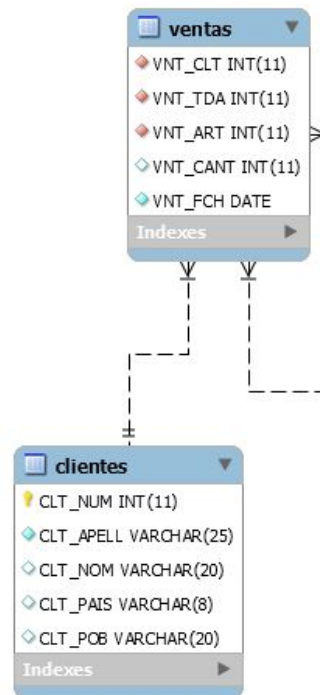 ventas
VNT_CLT INT(11)
VNT_TDA INT(11)
VNT_ART INT(11)
VNT_CANT INT(11)
VNT_FCH DATE
Indexes
clientes
CLT_NUM INT(11)
CLT_APELL VARCHAR(25)
CLT_NOM VARCHAR(20)
CLT_PAIS VARCHAR(8)
CLT_POB VARCHAR(20)
Indexes